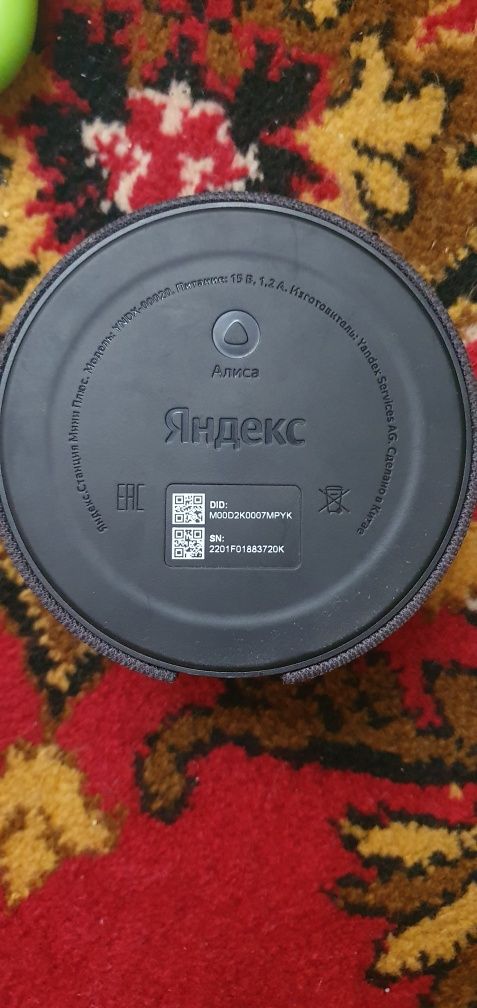 Яндекс.Станция Мини Плюс. Модель: YNDX-00020. Питание: 15 В, 1,2 А. Изготовитель: Yandex Services AG. Сделано в Китае
Алиса
Яндекс
EAC
DID:
M00D2K0007MPYK
SN:
2201F01883720K